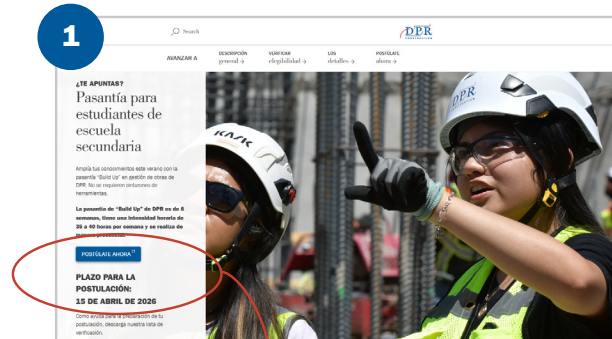 1
Search
DPR
CONSTRUCTION
AVANZAR A
DESCRIPCIÓN
general →
VERIFICAR
elegibilidad →
LOS
detalles →
POSTÚLATE
ahora →
¿TE APUNTAS?
Pasantía para
estudiantes de
escuela
secundaria
Amplía tus conocimientos este verano con la
pasantía “Build Up” en gestión de obras de
DPR. No se requieren cinturones de
herramientas.
La pasantía de “Build Up” de DPR es de 8
semanas, tiene una intensidad horaria de
35 a 40 horas por semana y se realiza de
POSTÚLATE AHORA
PLAZO PARA LA
POSTULACIÓN:
15 DE ABRIL DE 2026
Como ayuda para la preparación de tu
postulación, descarga nuestra lista de
verificación.
KASK
DPR